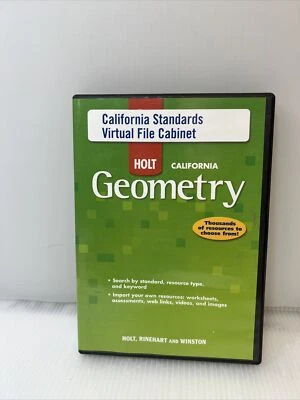 California Standards
Virtual File Cabinet
HOLT CALIFORNIA
Geometry
Thousands
of resources to
choose from!
• Search by standard, resource type,
and keyword
• Import your own resources: worksheets,
assessments, web links, videos, and images
HOLT, RINEHART AND WINSTON